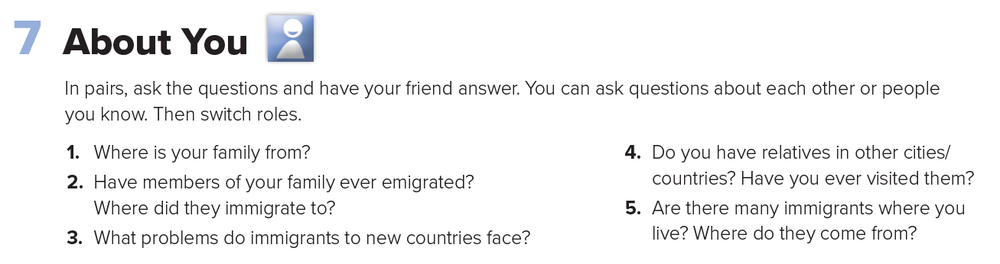 7 About You
In pairs, ask the questions and have your friend answer. You can ask questions about each other or people
you know. Then switch roles.
1. Where is your family from?
2. Have members of your family ever emigrated?
Where did they immigrate to?
3. What problems do immigrants to new countries face?
4. Do you have relatives in other cities/
countries? Have you ever visited them?
5. Are there many immigrants where you
live? Where do they come from?